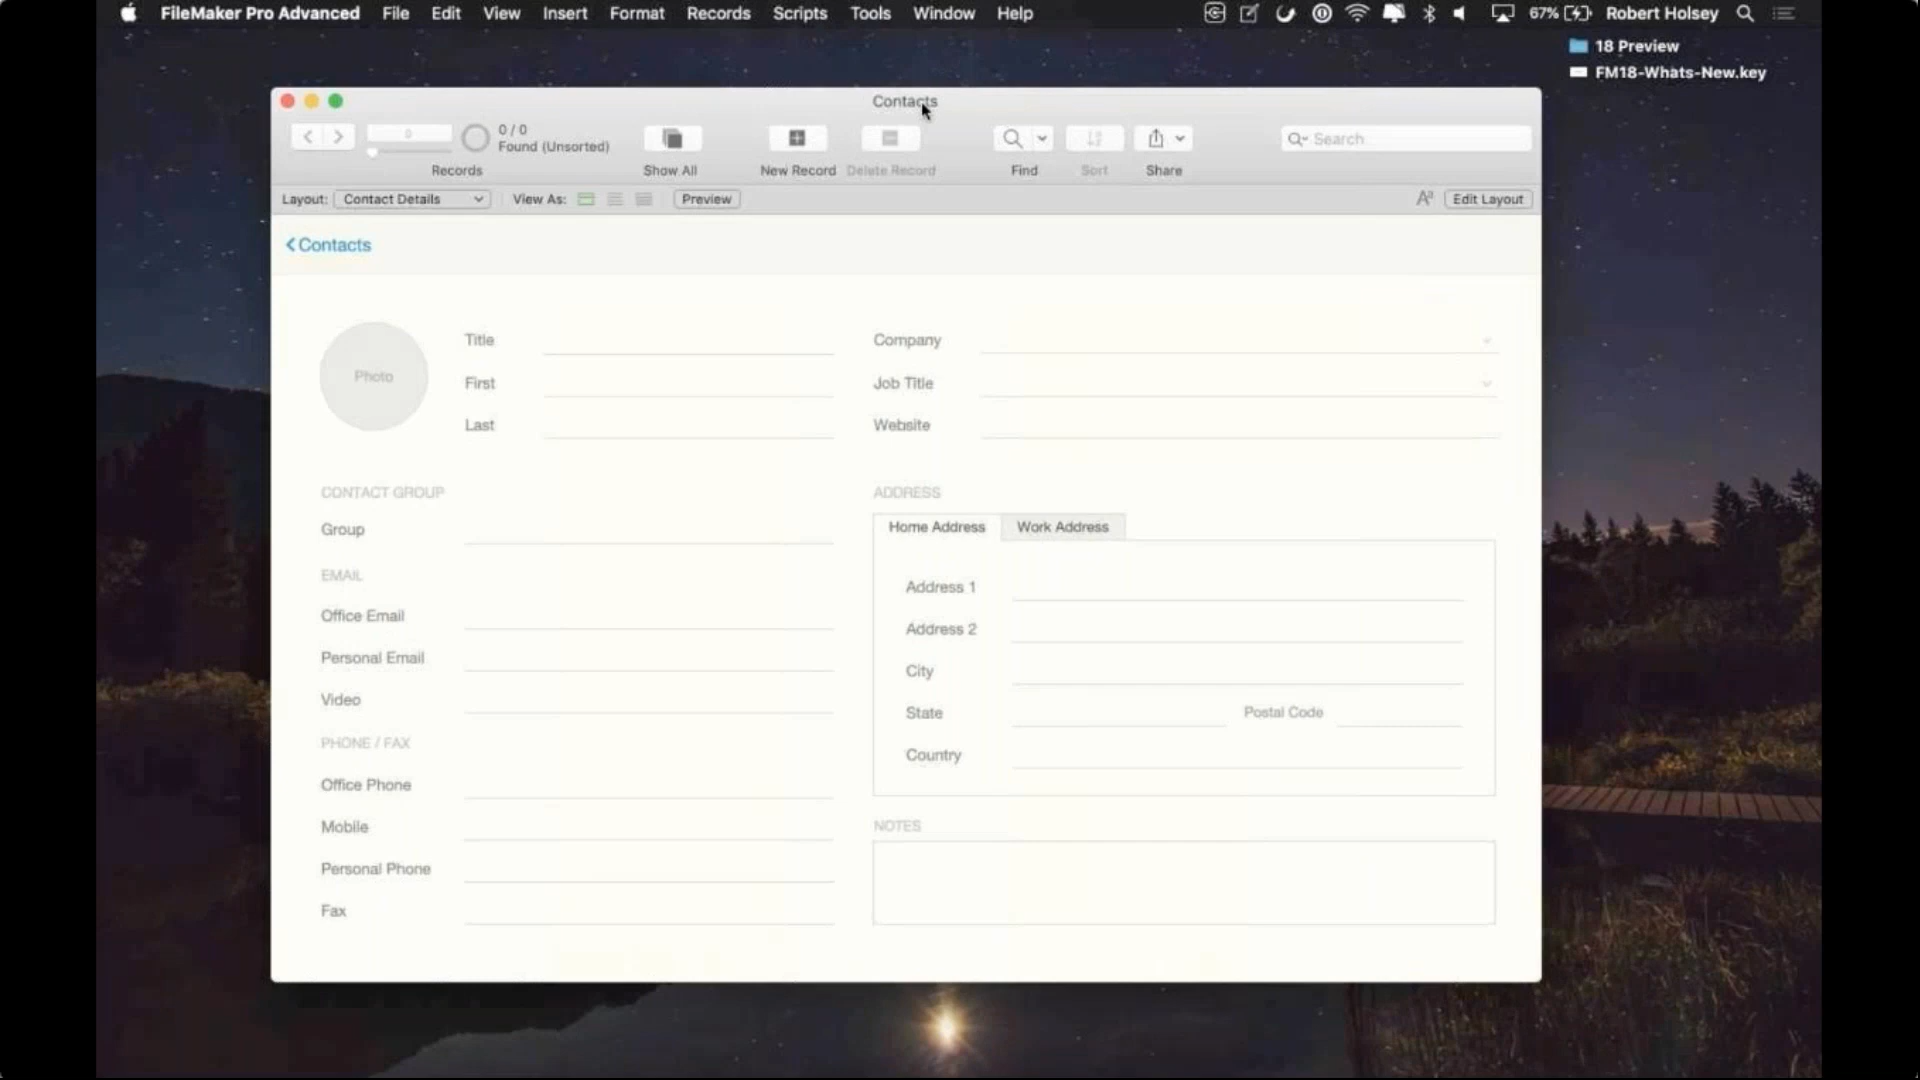 FileMaker Pro Advanced File Edit View Insert Format Records Scripts Tools Window Help 67% Robert Holsey
18 Preview
FM18-Whats-New.key
Contacts
0 0 / 0
Found (Unsorted)
Search
Records Show All New Record Delete Record Find Sort Share
Layout: Contact Details View As: Preview Edit Layout
Contacts
Photo
Title
First
Last
Company
Job Title
Website
CONTACT GROUP
Group
EMAIL
Office Email
Personal Email
Video
PHONE / FAX
Office Phone
Mobile
Personal Phone
Fax
ADDRESS
Home Address Work Address
Address 1
Address 2
City
State Postal Code
Country
NOTES